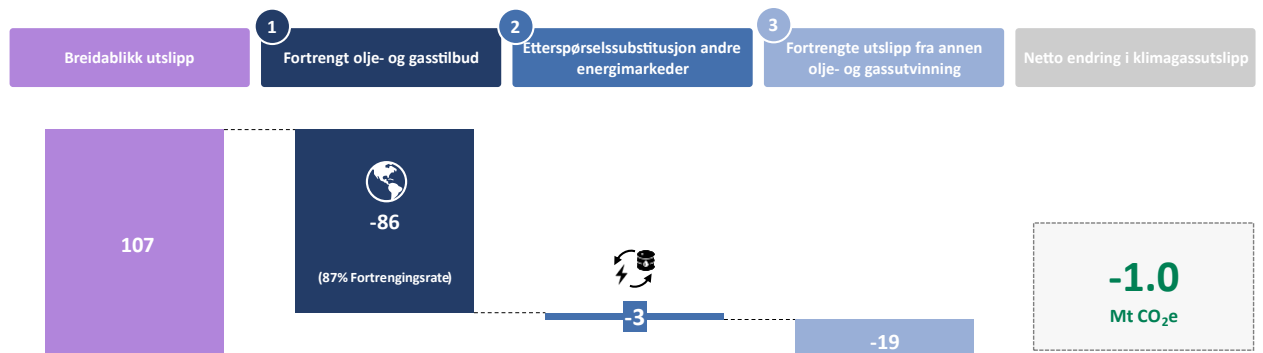 1
2
3
Breidablikk utslipp
Fortrengt olje- og gasstilbud
Etterspørselssubstitusjon andre
energimarkeder
Fortrengte utslipp fra annen
olje- og gassutvinning
Netto endring i klimagassutslipp
107
-86
(87% Fortrengingsrate)
-3
-19
-1.0
Mt CO₂e